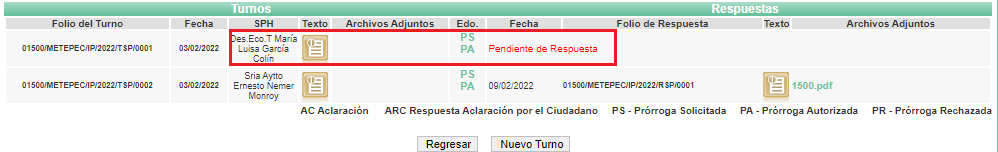 Turnos Respuestas
Folio del Turno Fecha SPH Texto Archivos Adjuntos Edo. Fecha Folio de Respuesta Texto Archivos Adjuntos
01500/METEPEC/IP/2022/TSP/0001 03/02/2022 Des.Eco.T María Luisa García Colín PS PA Pendiente de Respuesta
01500/METEPEC/IP/2022/TSP/0002 03/02/2022 Sria Aytto Ernesto Nemer Monroy PS PA 09/02/2022 01500/METEPEC/IP/2022/RSP/0001 1500.pdf
AC Aclaración ARC Respuesta Aclaración por el Ciudadano PS - Prórroga Solicitada PA - Prórroga Autorizada PR - Prórroga Rechazada
Regresar Nuevo Turno